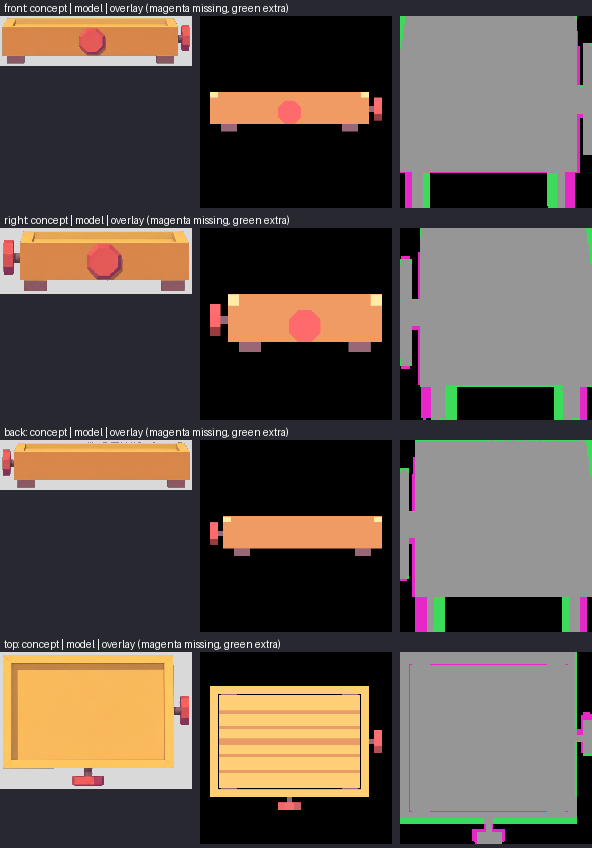 front: concept | model | overlay (magenta missing, green extra)
right: concept | model | overlay (magenta missing, green extra)
back: concept | model | overlay (magenta missing, green extra)
top: concept | model | overlay (magenta missing, green extra)